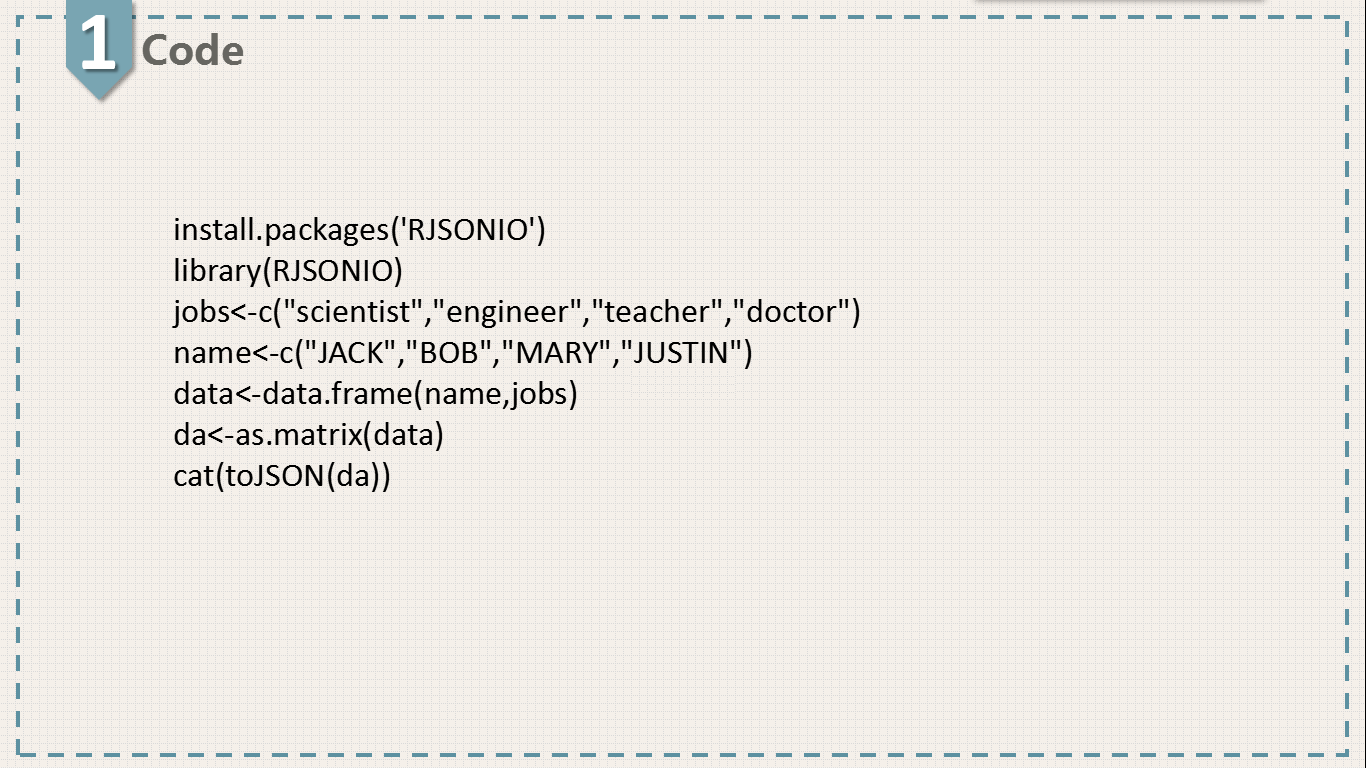 1 Code
install.packages('RJSONIO')
library(RJSONIO)
jobs<-c("scientist","engineer","teacher","doctor")
name<-c("JACK","BOB","MARY","JUSTIN")
data<-data.frame(name,jobs)
da<-as.matrix(data)
cat(toJSON(da))